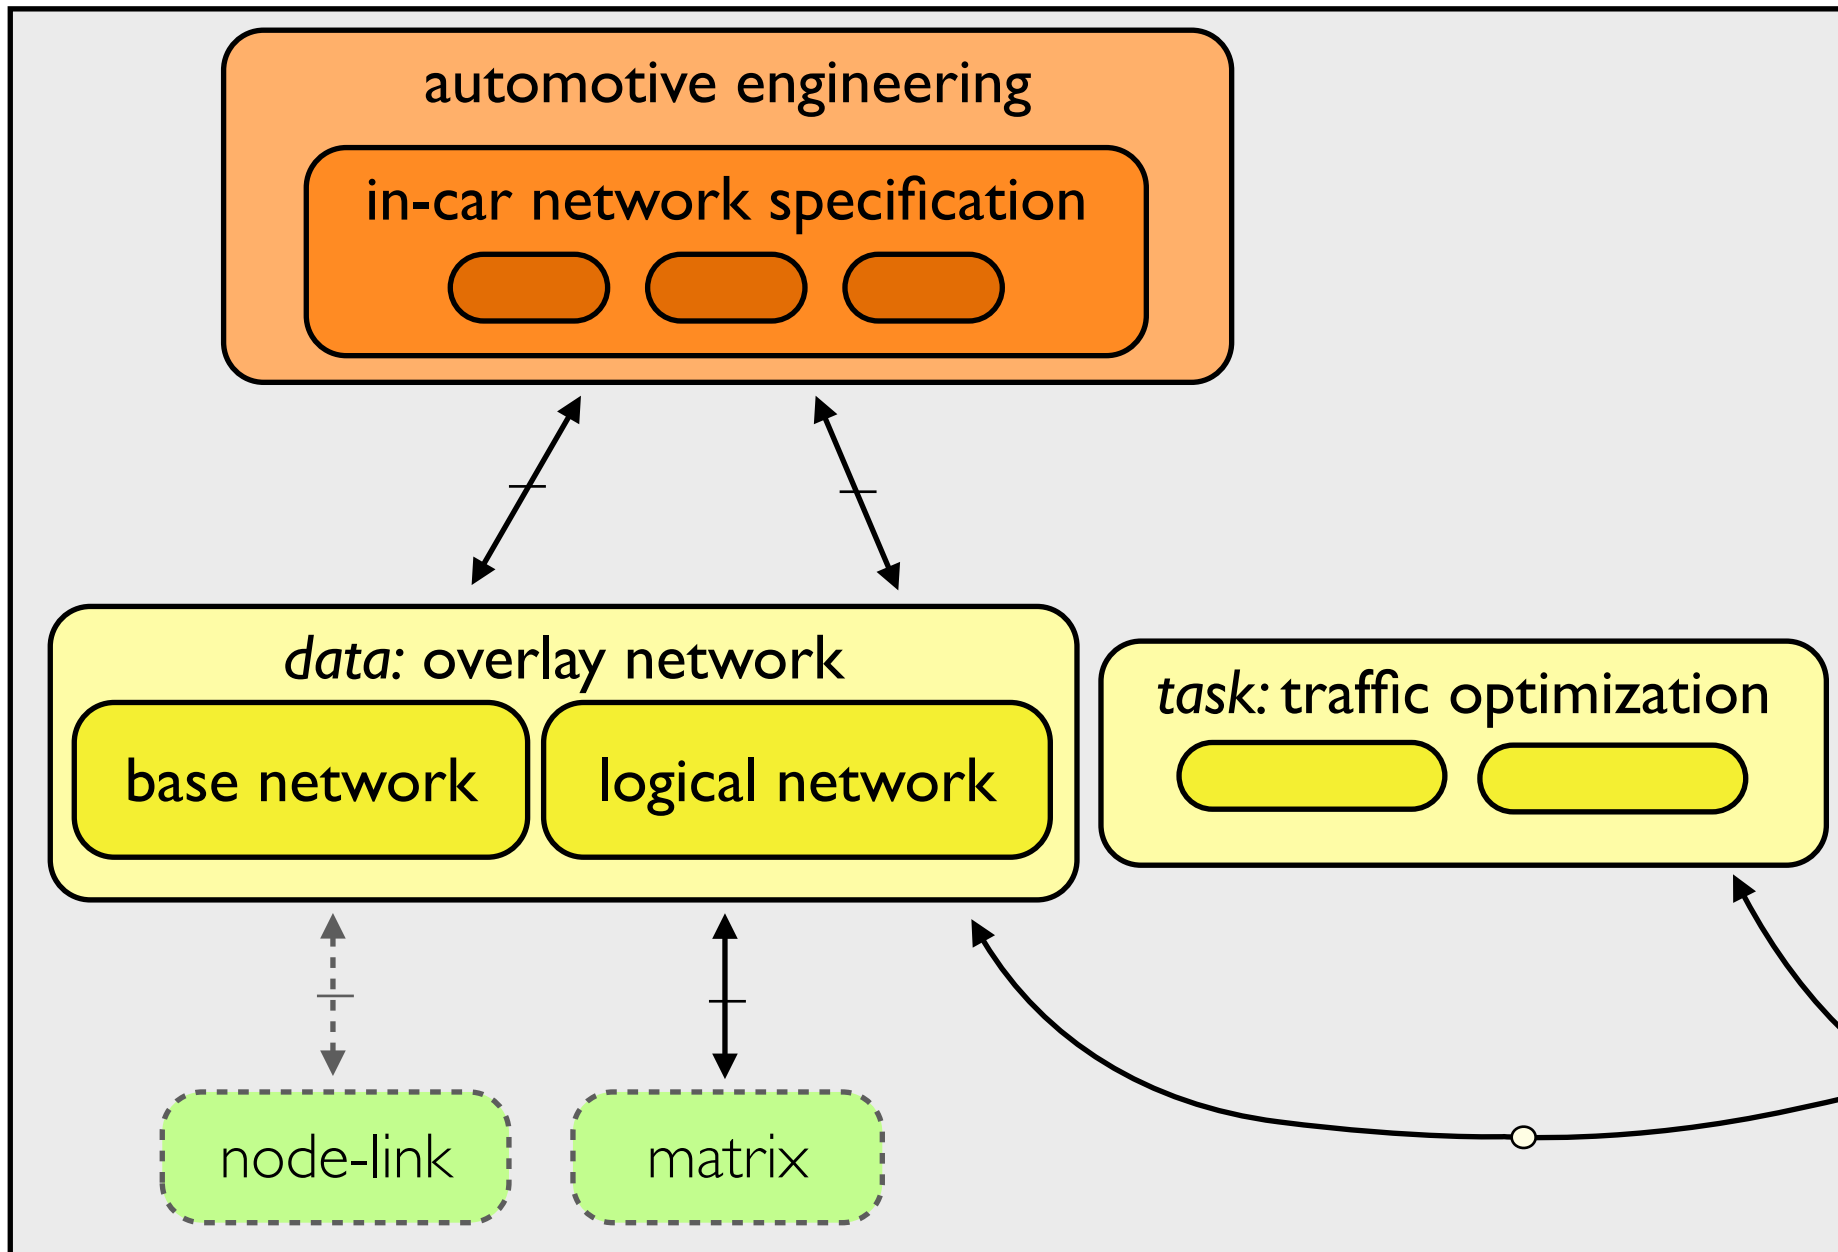 automotive engineering
in-car network specification
data: overlay network
task: traffic optimization
base network
logical network
node-link
matrix